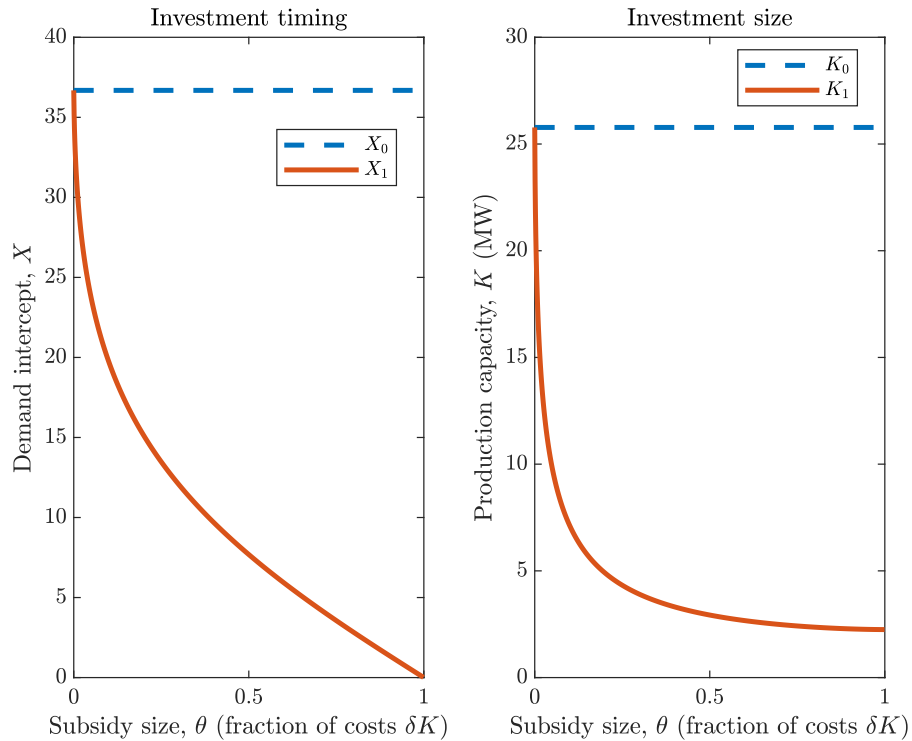 Investment timing
40
35
30
25
20
15
10
5
0
Demand intercept, X
X₀
X₁
0
0.5
1
Subsidy size, θ (fraction of costs δK)
Investment size
30
25
20
15
10
5
0
Production capacity, K (MW)
K₀
K₁
0
0.5
1
Subsidy size, θ (fraction of costs δK)